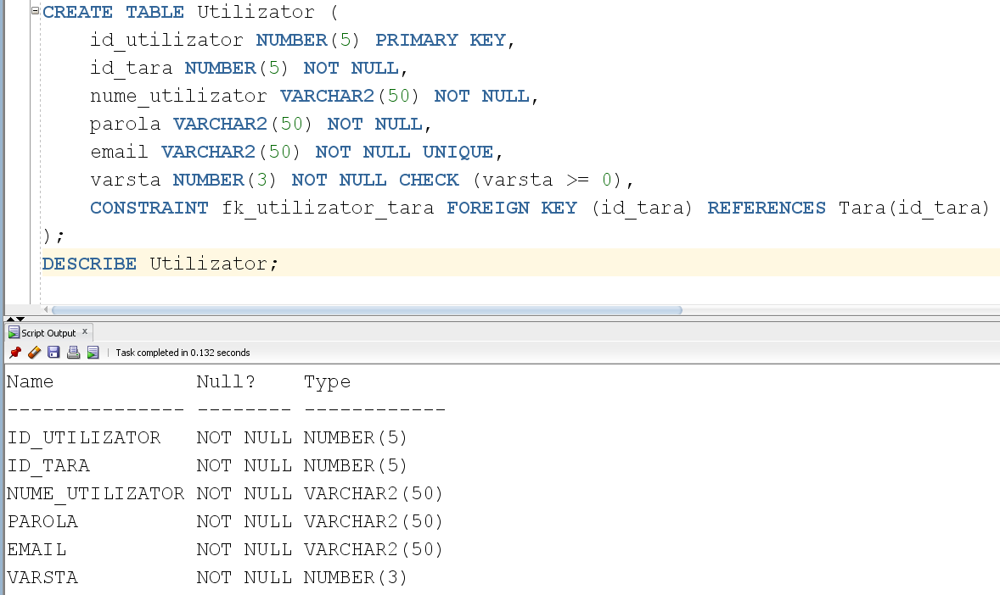 CREATE TABLE Utilizator (
    id_utilizator NUMBER(5) PRIMARY KEY,
    id_tara NUMBER(5) NOT NULL,
    nume_utilizator VARCHAR2(50) NOT NULL,
    parola VARCHAR2(50) NOT NULL,
    email VARCHAR2(50) NOT NULL UNIQUE,
    varsta NUMBER(3) NOT NULL CHECK (varsta >= 0),
    CONSTRAINT fk_utilizator_tara FOREIGN KEY (id_tara) REFERENCES Tara(id_tara)
);
DESCRIBE Utilizator;
Script Output x
Task completed in 0.132 seconds
Name            Null?    Type
--------------- -------- ------------
ID_UTILIZATOR   NOT NULL NUMBER(5)
ID_TARA         NOT NULL NUMBER(5)
NUME_UTILIZATOR NOT NULL VARCHAR2(50)
PAROLA          NOT NULL VARCHAR2(50)
EMAIL           NOT NULL VARCHAR2(50)
VARSTA          NOT NULL NUMBER(3)